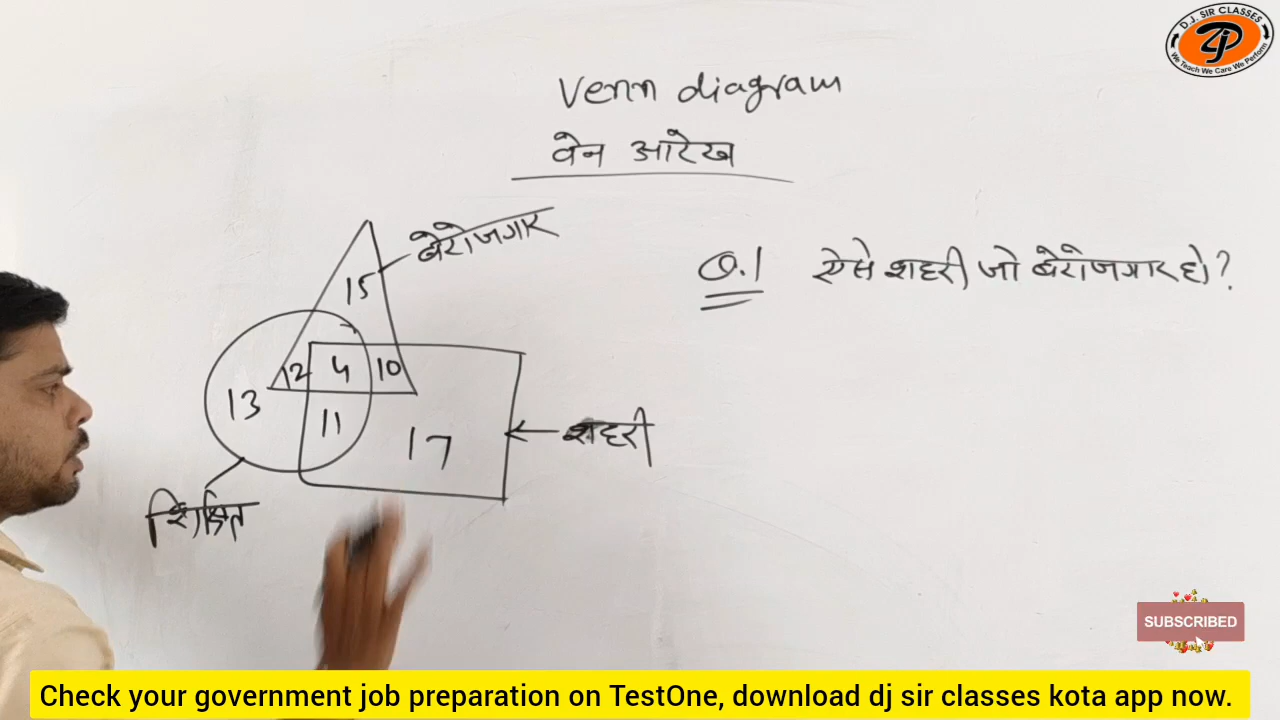 D.J. SIR CLASSES
We Teach We Care We Perform
Venn diagram
वेन आरेख
बेरोजगार
Q.1 ऐसे शहरी जो बेरोजगार हो?
15
12 4 10
13
11
17
शहरी
शिक्षित
SUBSCRIBED
Check your government job preparation on TestOne, download dj sir classes kota app now.